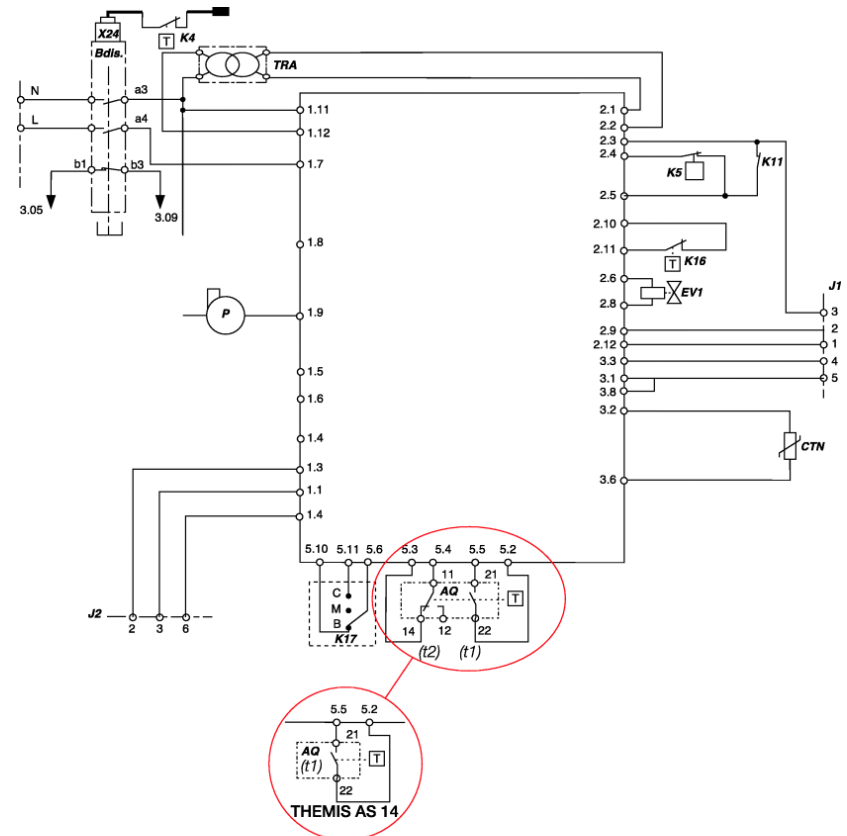 X24
K4
T
Bdis.
TRA
N
a3
1.11
2.1
L
a4
1.12
2.2
2.3
1.7
2.4
K5
K11
b1
b3
3.05
3.09
2.5
2.10
1.8
2.11
T
K16
2.6
EV1
J1
P
1.9
2.8
3
2.9
2
2.12
1
3.3
4
1.5
3.1
5
1.6
3.8
3.2
1.4
CTN
1.3
3.6
1.1
1.4
5.10
5.11
5.6
5.3
5.4
5.5
5.2
11
21
C
AQ
T
M
B
14
12
22
J2
2
3
6
K17
(t2)
(t1)
5.5
5.2
21
AQ
T
(t1)
22
THEMIS AS 14